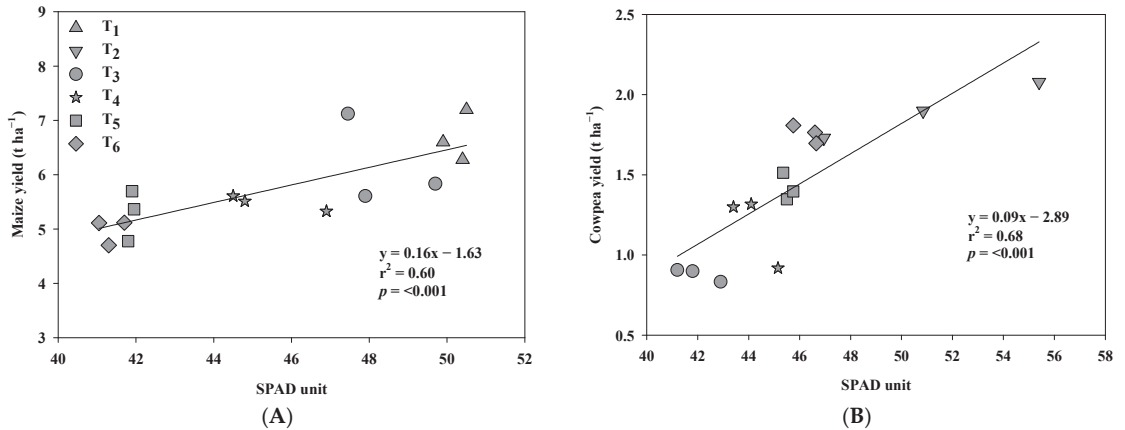 9
8
7
6
5
4
3
Maize yield (t ha⁻¹)
T₁
T₂
T₃
T₄
T₅
T₆
y = 0.16x − 1.63
r² = 0.60
p = <0.001
40 42 44 46 48 50 52
SPAD unit
(A)
2.5
2.0
1.5
1.0
0.5
Cowpea yield (t ha⁻¹)
y = 0.09x − 2.89
r² = 0.68
p = <0.001
40 42 44 46 48 50 52 54 56 58
SPAD unit
(B)